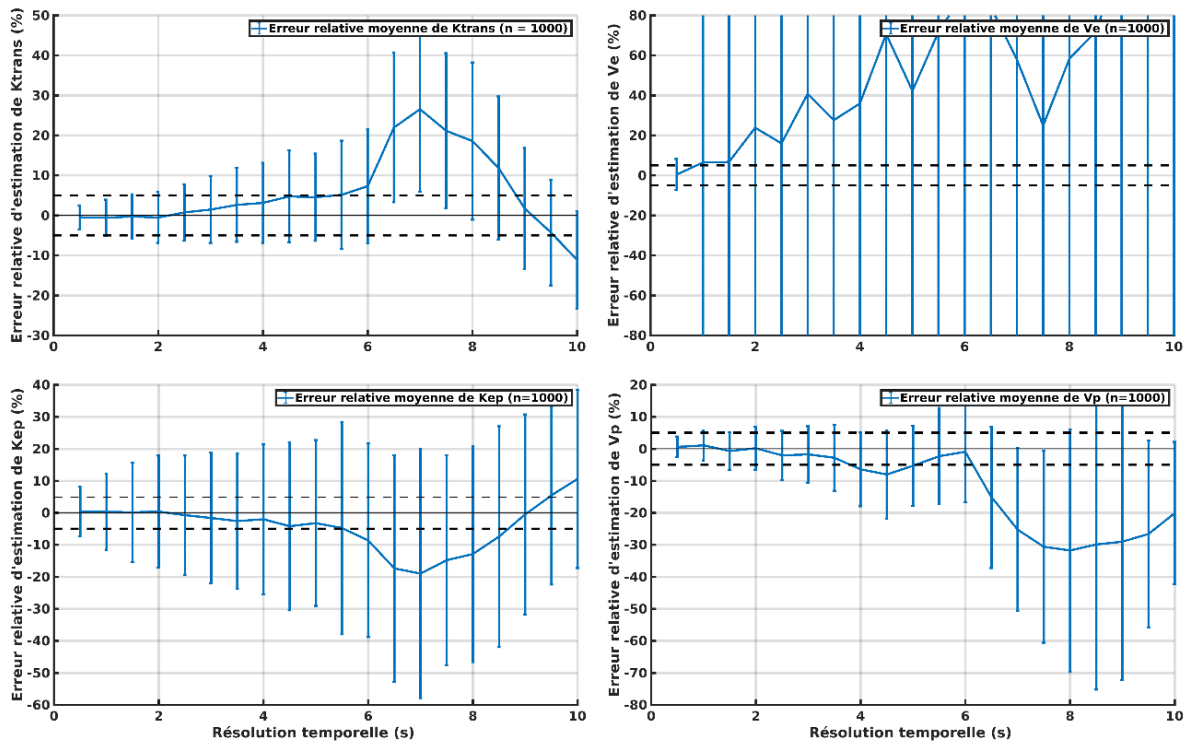 Erreur relative moyenne de Ktrans (n = 1000)
Erreur relative d'estimation de Ktrans (%)
50
40
30
20
10
0
-10
-20
-30
0 2 4 6 8 10
Erreur relative moyenne de Ve (n=1000)
Erreur relative d'estimation de Ve (%)
80
60
40
20
0
-20
-40
-60
-80
0 2 4 6 8 10
Erreur relative moyenne de Kep (n=1000)
Erreur relative d'estimation de Kep (%)
40
30
20
10
0
-10
-20
-30
-40
-50
-60
0 2 4 6 8 10
Résolution temporelle (s)
Erreur relative moyenne de Vp (n=1000)
Erreur relative d'estimation de Vp (%)
20
10
0
-10
-20
-30
-40
-50
-60
-70
-80
0 2 4 6 8 10
Résolution temporelle (s)